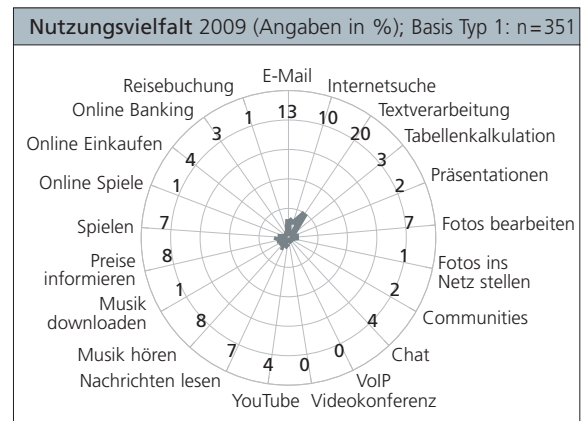 Nutzungsvielfalt 2009 (Angaben in %); Basis Typ 1: n=351
E-Mail
13
Internetsuche
10
Textverarbeitung
20
Tabellenkalkulation
3
Präsentationen
2
Fotos bearbeiten
7
Fotos ins
Netz stellen
1
Communities
2
Chat
4
VoIP
0
Videokonferenz
0
YouTube
4
Nachrichten lesen
7
Musik hören
8
Musik
downloaden
1
Preise
informieren
8
Spielen
7
Online Spiele
1
Online Einkaufen
4
Online Banking
3
Reisebuchung
1